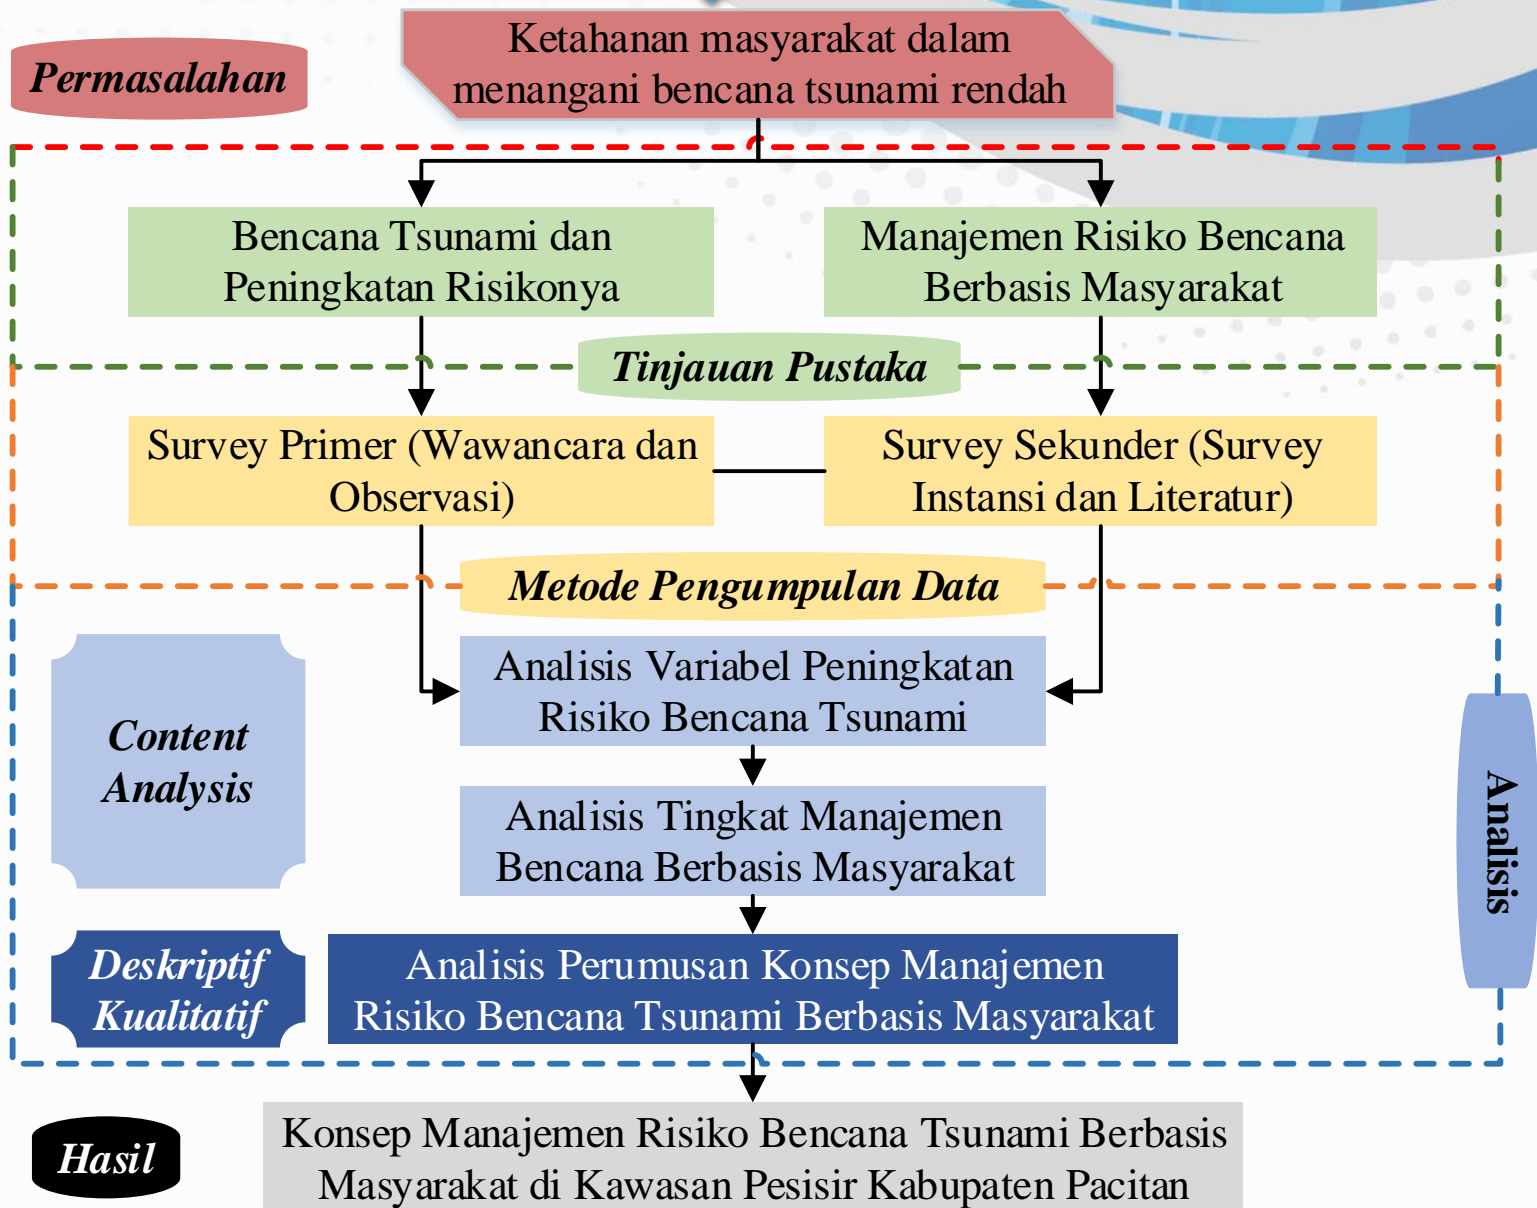 Permasalahan
Ketahanan masyarakat dalam
menangani bencana tsunami rendah
Bencana Tsunami dan
Peningkatan Risikonya
Manajemen Risiko Bencana
Berbasis Masyarakat
Tinjauan Pustaka
Survey Primer (Wawancara dan
Observasi)
Survey Sekunder (Survey
Instansi dan Literatur)
Metode Pengumpulan Data
Content
Analysis
Analisis Variabel Peningkatan
Risiko Bencana Tsunami
Analisis Tingkat Manajemen
Bencana Berbasis Masyarakat
Analisis
Deskriptif
Kualitatif
Analisis Perumusan Konsep Manajemen
Risiko Bencana Tsunami Berbasis Masyarakat
Hasil
Konsep Manajemen Risiko Bencana Tsunami Berbasis
Masyarakat di Kawasan Pesisir Kabupaten Pacitan